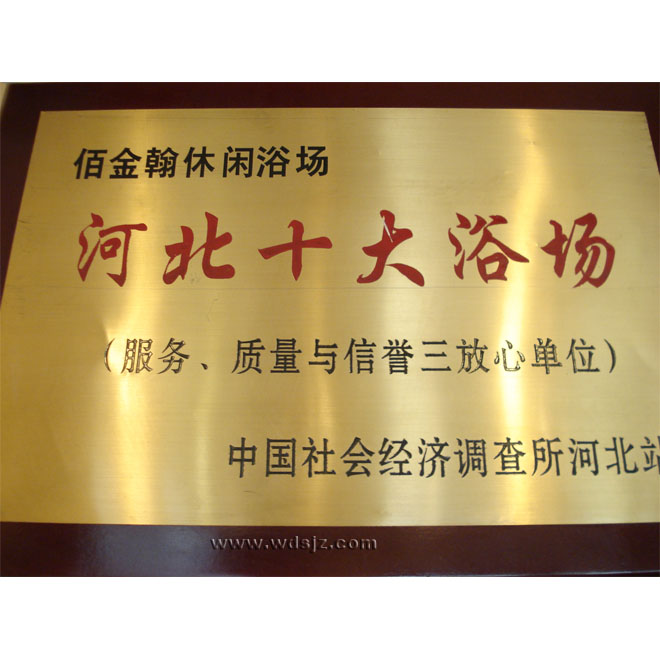 佰金翰休闲浴场
河北十大浴场
（服务、质量与信誉三放心单位）
中国社会经济调查所河北站
www.wdsjz.com